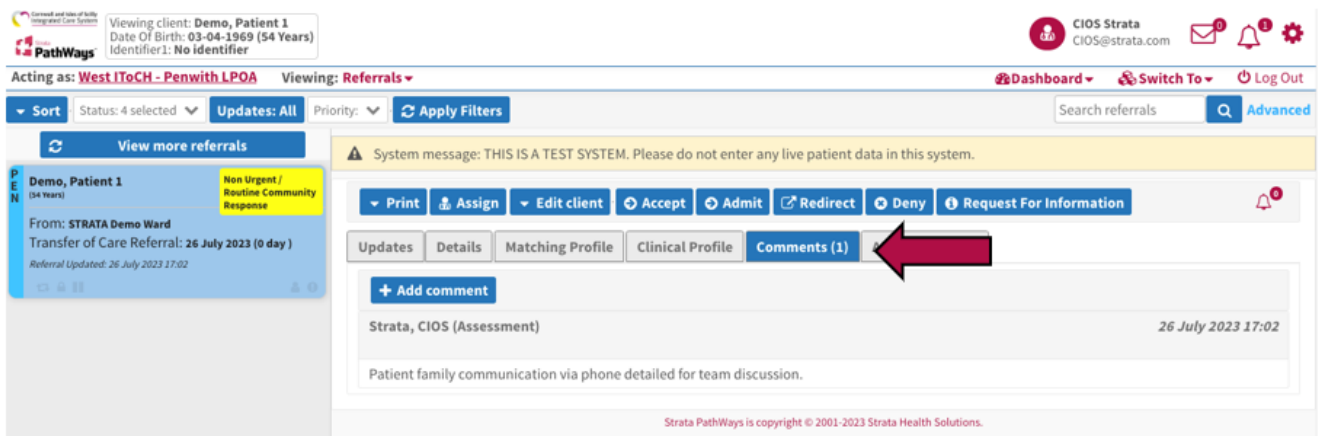 Cornwall and Isles of Scilly
Integrated Care System
Strata
PathWays
Viewing client: Demo, Patient 1
Date Of Birth: 03-04-1969 (54 Years)
Identifier1: No identifier
CIOS Strata
CIOS@strata.com
0
1
Acting as: West IToCH - Penwith LPOA Viewing: Referrals
Dashboard Switch To Log Out
Sort Status: 4 selected Updates: All Priority: Apply Filters
Search referrals Advanced
View more referrals
System message: THIS IS A TEST SYSTEM. Please do not enter any live patient data in this system.
PEN
Demo, Patient 1
(54 Years)
Non Urgent /
Routine Community
Response
From: STRATA Demo Ward
Transfer of Care Referral: 26 July 2023 (0 day )
Referral Updated: 26 July 2023 17:02
Print Assign Edit client Accept Admit Redirect Deny Request For Information
0
Updates Details Matching Profile Clinical Profile Comments (1)
+ Add comment
Strata, CIOS (Assessment) 26 July 2023 17:02
Patient family communication via phone detailed for team discussion.
Strata PathWays is copyright © 2001-2023 Strata Health Solutions.